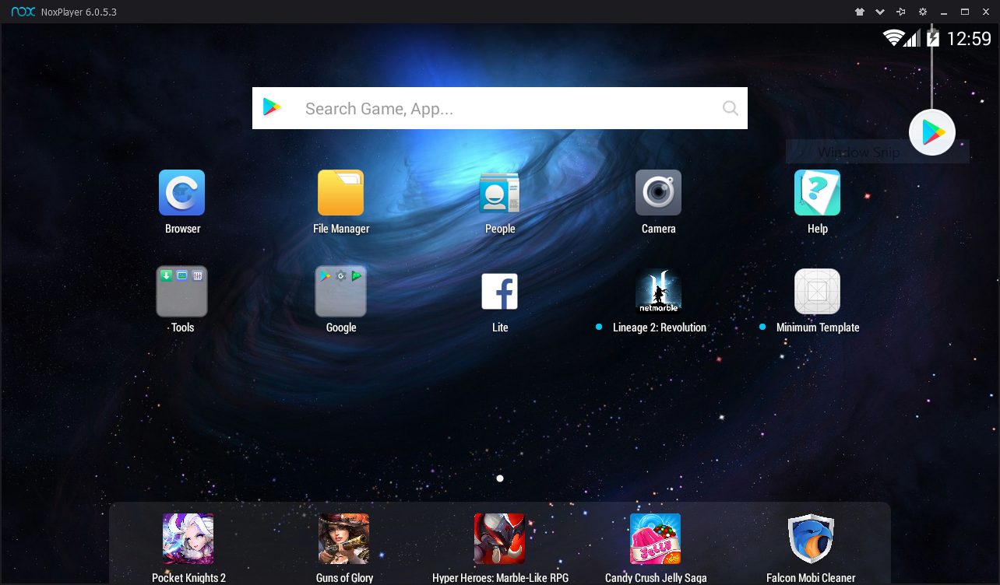 nox NoxPlayer 6.0.5.3
12:59
Search Game, App...
Window Snip
Browser
File Manager
People
Camera
Help
G
netmarble
Tools
Google
Lite
Lineage 2: Revolution
Minimum Template
JELLY
King
Pocket Knights 2
Guns of Glory
Hyper Heroes: Marble-Like RPG
Candy Crush Jelly Saga
Falcon Mobi Cleaner